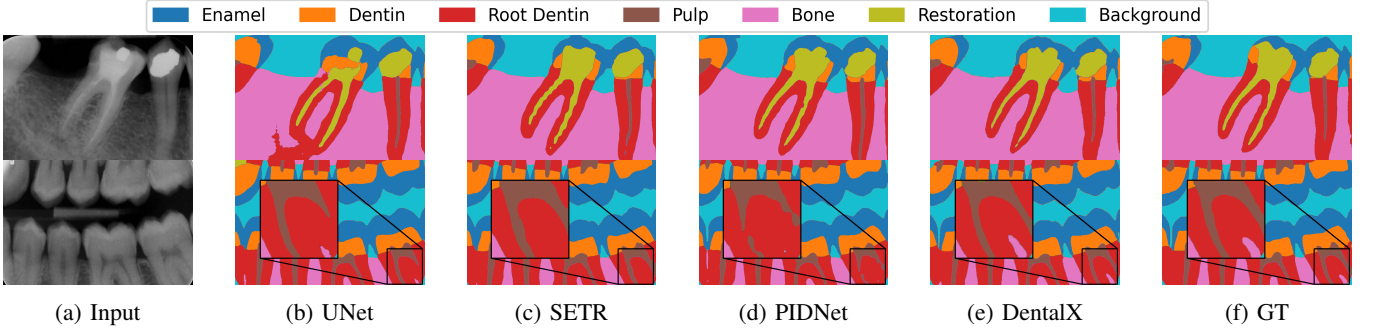 Enamel Dentin Root Dentin Pulp Bone Restoration Background
(a) Input (b) UNet (c) SETR (d) PIDNet (e) DentalX (f) GT